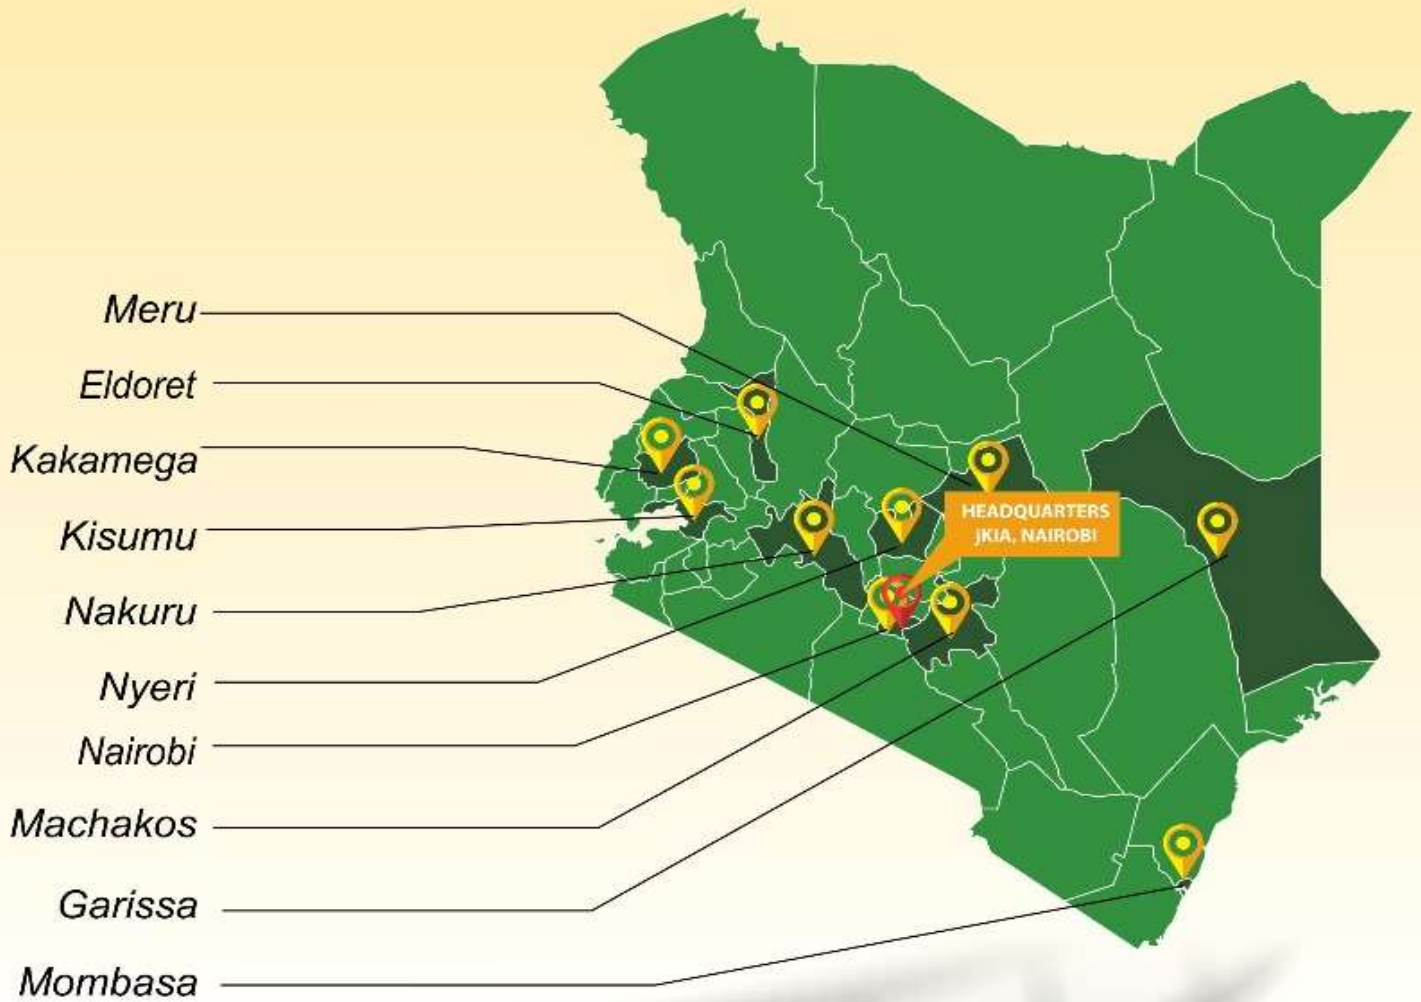 Meru
Eldoret
Kakamega
Kisumu
Nakuru
Nyeri
Nairobi
Machakos
Garissa
Mombasa
HEADQUARTERS
jKIA, NAIROBI